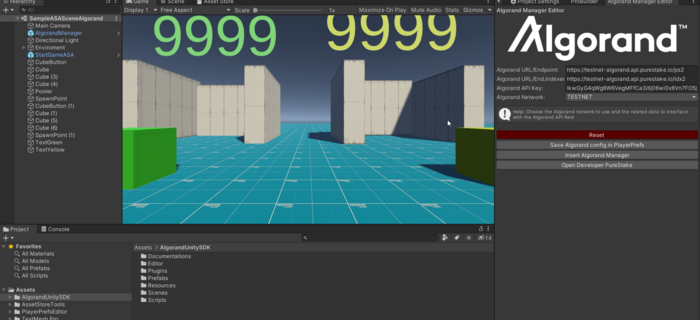 Hierarchy
Game
Asset Store
Project Settings
ProBuilder
Algorand Manager Editor
Display 1
Free Aspect
Scale
1x
Maximize On Play
Mute Audio
Stats
Gizmos
All
SampleASASceneAlgorand
Main Camera
AlgorandManager
Directional Light
Enviroment
StartGameASA
CubeButton
Cube
Cube (3)
Cube (4)
Pooler
SpawnPoint
CubeButton (1)
Cube (1)
Cube (5)
Cube (6)
SpawnPoint (1)
TextGreen
TextYellow
9999
9999
Algorand Manager Editor
Algorand™
Algorand URL/Endpoint:
https://testnet-algorand.api.purestake.io/ps2
Algorand URL/End.Indexer
https://testnet-algorand.api.purestake.io/idx2
Algorand API Key:
Algorand Network:
TESTNET
Help: Choose the Algorand network to use and the related data to interface
with the Algorand API Rest
Reset
Save Algorand config in PlayerPrefs
Insert Algorand Manager
Open Developer PureStake
Project
Console
14
Favorites
All Materials
All Models
All Prefabs
All Scripts
Assets
AlgorandUnitySDK
AssetStoreTools
PlayerPrefsEditor
TextMesh Pro
Assets > AlgorandUnitySDK
Documentations
Editor
Plugins
Prefabs
Resources
Scenes
Scripts